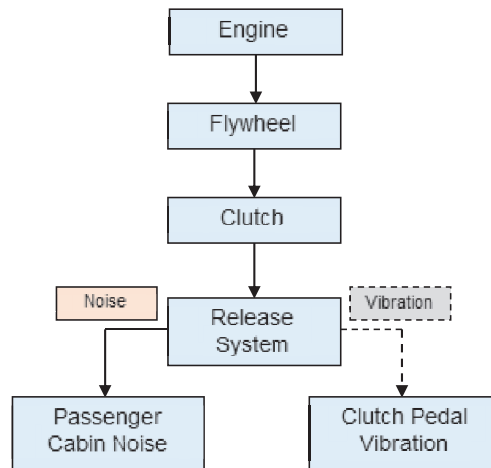 Engine
Flywheel
Clutch
Noise
Vibration
Release
System
Passenger
Cabin Noise
Clutch Pedal
Vibration